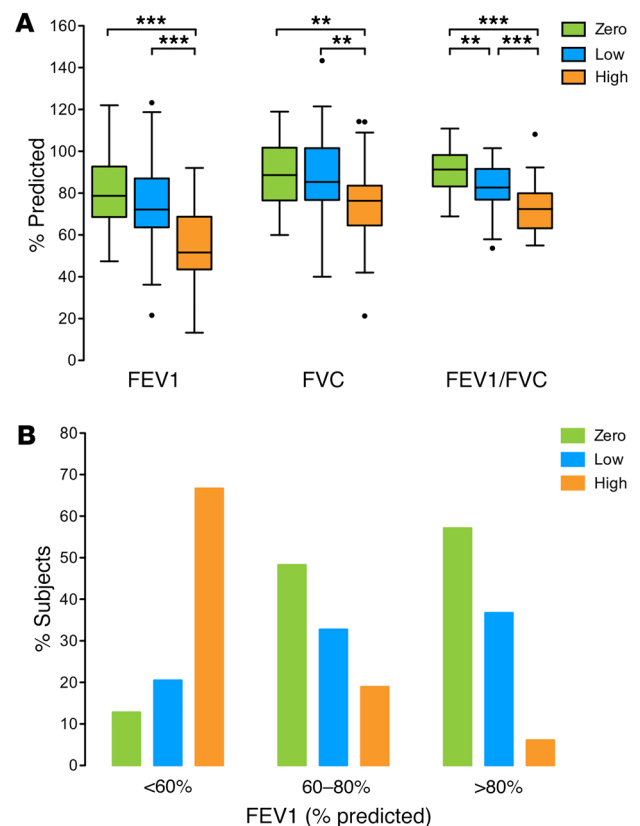 A
*** ** ***
*** ** ** ***
Zero
Low
High
160
140
120
100
80
60
40
20
0
% Predicted
FEV1 FVC FEV1/FVC
B
Zero
Low
High
80
70
60
50
40
30
20
10
0
% Subjects
<60% 60–80% >80%
FEV1 (% predicted)